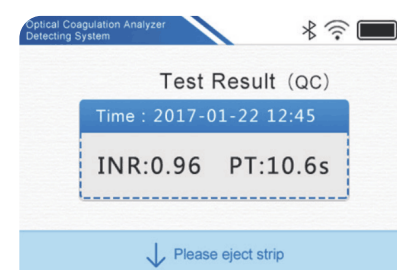 Optical Coagulation Analyzer
Detecting System
Test Result (QC)
Time : 2017-01-22 12:45
INR:0.96 PT:10.6s
Please eject strip